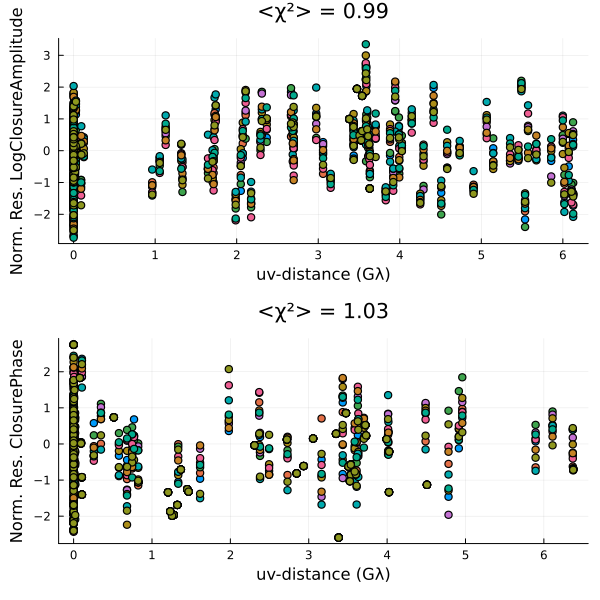 <χ²> = 0.99
Norm. Res. LogClosureAmplitude
3
2
1
0
−1
−2
0 1 2 3 4 5 6
uv-distance (Gλ)
<χ²> = 1.03
Norm. Res. ClosurePhase
2
1
0
−1
−2
0 1 2 3 4 5 6
uv-distance (Gλ)